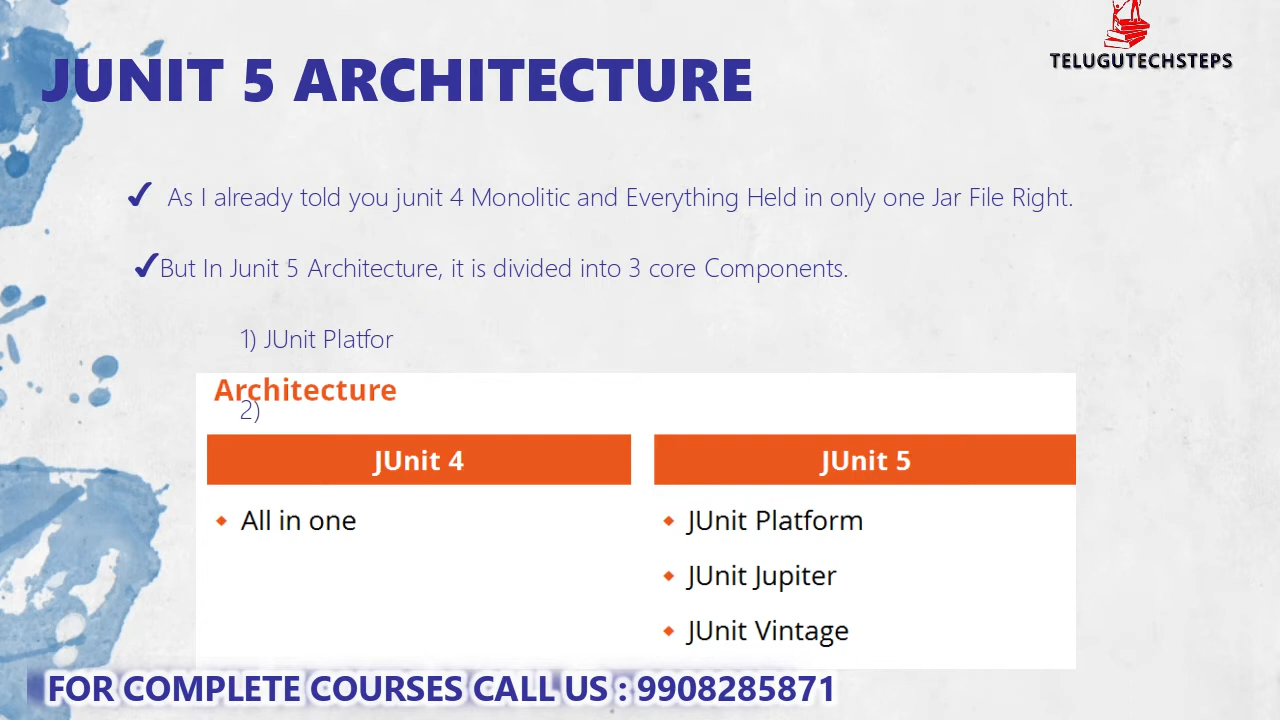 TELUGUTECHSTEPS
JUNIT 5 ARCHITECTURE
✓ As I already told you junit 4 Monolitic and Everything Held in only one Jar File Right.
✓But In Junit 5 Architecture, it is divided into 3 core Components.
1) JUnit Platfor
Architecture
2)
JUnit 4
JUnit 5
All in one
JUnit Platform
JUnit Jupiter
JUnit Vintage
FOR COMPLETE COURSES CALL US : 9908285871